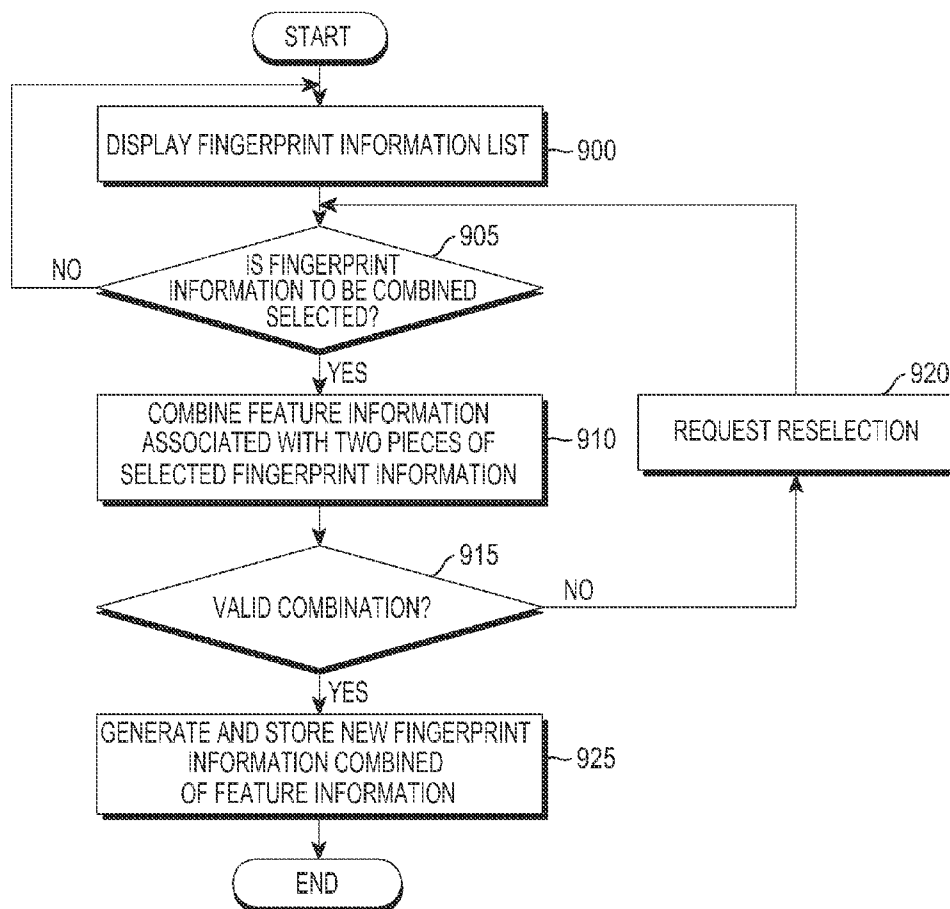 START
DISPLAY FINGERPRINT INFORMATION LIST
900
905
IS FINGERPRINT
INFORMATION TO BE COMBINED
SELECTED?
NO
YES
COMBINE FEATURE INFORMATION
ASSOCIATED WITH TWO PIECES OF
SELECTED FINGERPRINT INFORMATION
910
920
REQUEST RESELECTION
915
VALID COMBINATION?
NO
YES
GENERATE AND STORE NEW FINGERPRINT
INFORMATION COMBINED
OF FEATURE INFORMATION
925
END